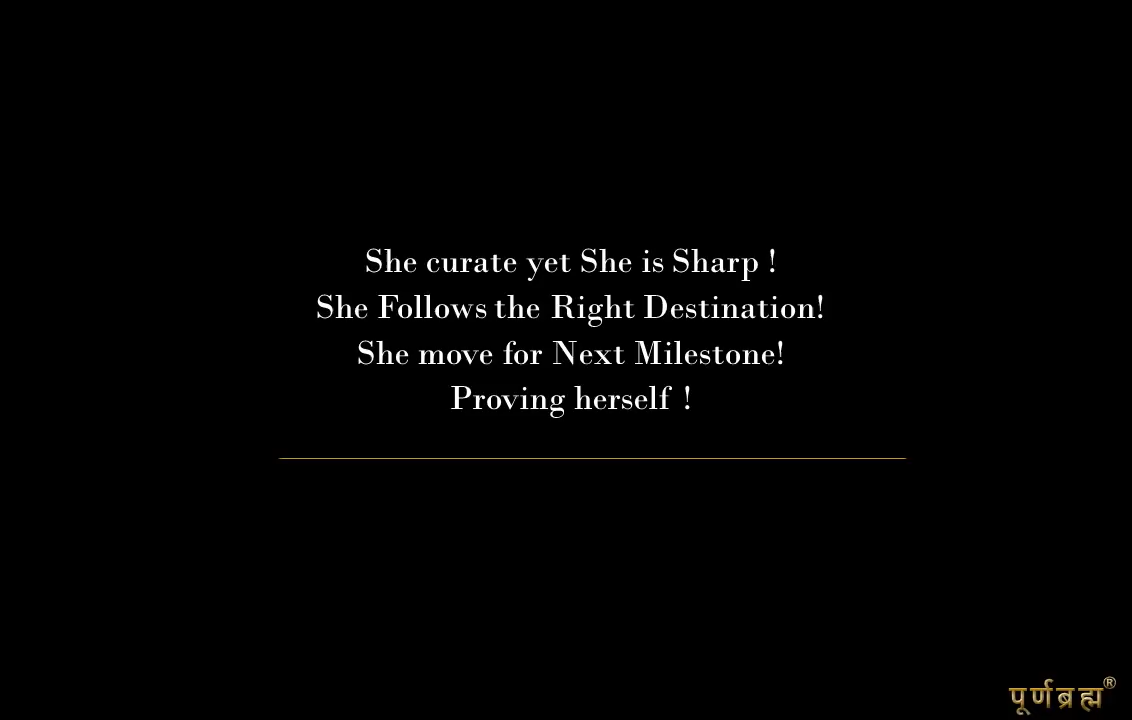 She curate yet She is Sharp !
She Follows the Right Destination!
She move for Next Milestone!
Proving herself !
पूर्णब्रह्म®